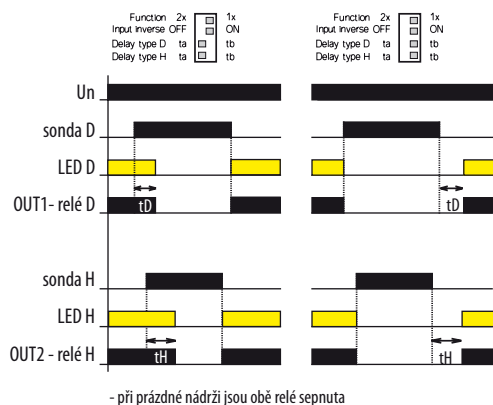 Function 2x 1x
Input inverse OFF ON
Delay type D ta tb
Delay type H ta tb
Function 2x 1x
Input inverse OFF ON
Delay type D ta tb
Delay type H ta tb
Un
sonda D
LED D
OUT1- relé D
tD
tD
sonda H
LED H
OUT2 - relé H
tH
tH
- při prázdné nádrži jsou obě relé sepnuta